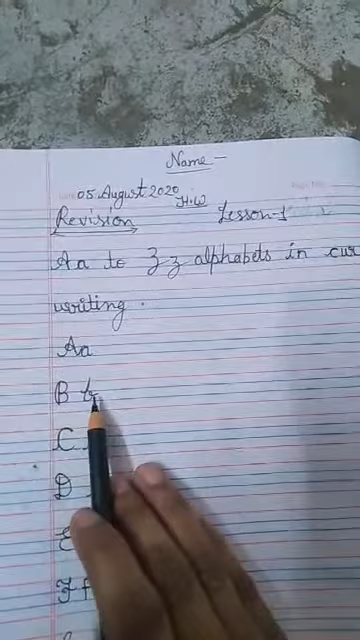 Name -
05 August 2020
H.W
Revision Lesson-1
Aa to Zz alphabets in cur
writing.
Aa
B b
C
D
E
F f